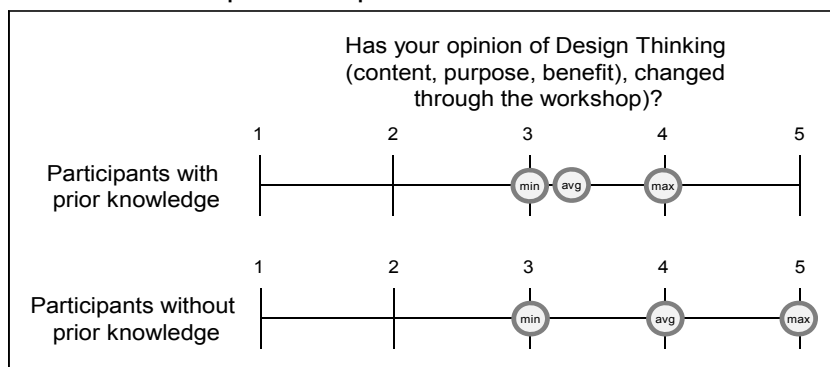 Has your opinion of Design Thinking
(content, purpose, benefit), changed
through the workshop)?
1 2 3 4 5
Participants with
prior knowledge
min avg max
1 2 3 4 5
Participants without
prior knowledge
min avg max